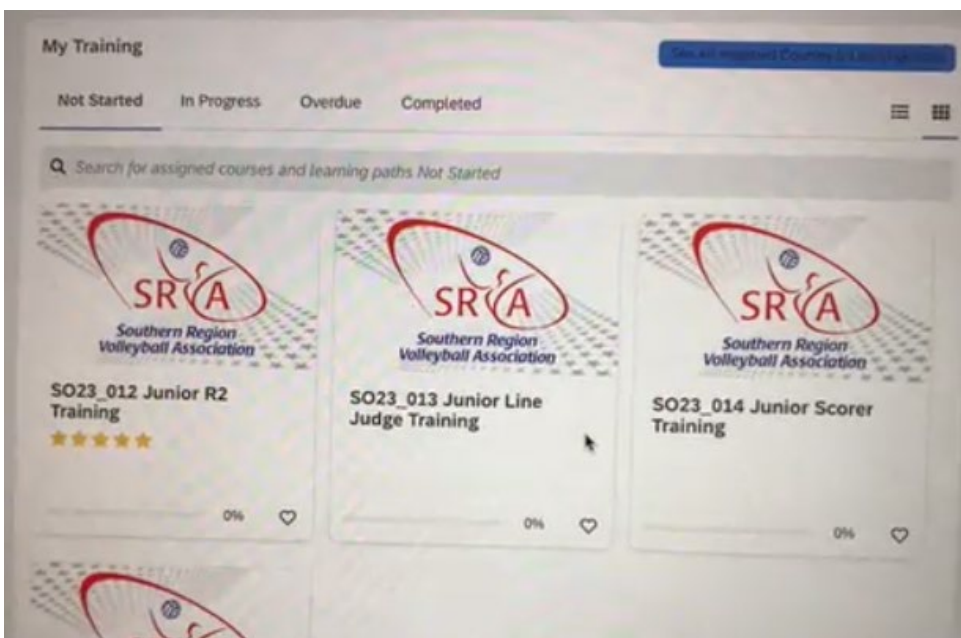 My Training
Not Started
In Progress
Overdue
Completed
Search for assigned courses and learning paths Not Started
SRVA
Southern Region
Volleyball Association
SO23_012 Junior R2
Training
0%
SRVA
Southern Region
Volleyball Association
SO23_013 Junior Line
Judge Training
0%
SRVA
Southern Region
Volleyball Association
SO23_014 Junior Scorer
Training
0%